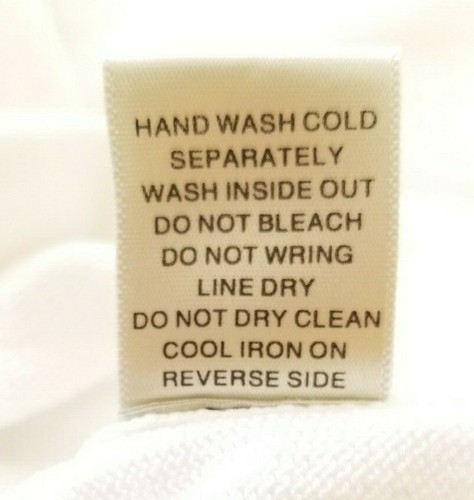 HAND WASH COLD
SEPARATELY
WASH INSIDE OUT
DO NOT BLEACH
DO NOT WRING
LINE DRY
DO NOT DRY CLEAN
COOL IRON ON
REVERSE SIDE